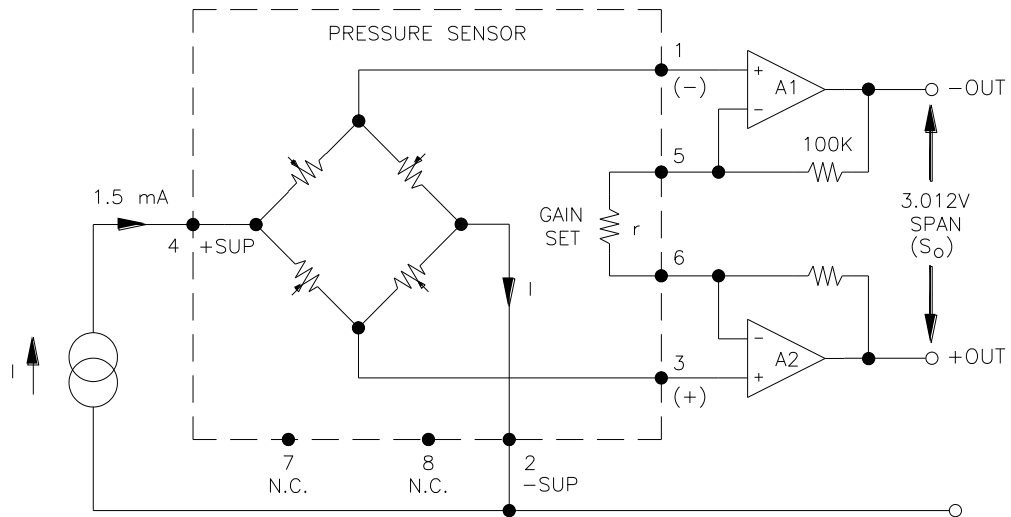 PRESSURE SENSOR
1
(-)
+
A1
-
-OUT
5
100K
1.5 mA
4
+SUP
GAIN
SET
r
3.012V
SPAN
(So)
I
6
I
-
A2
+
+OUT
3
(+)
7
N.C.
8
N.C.
2
-SUP